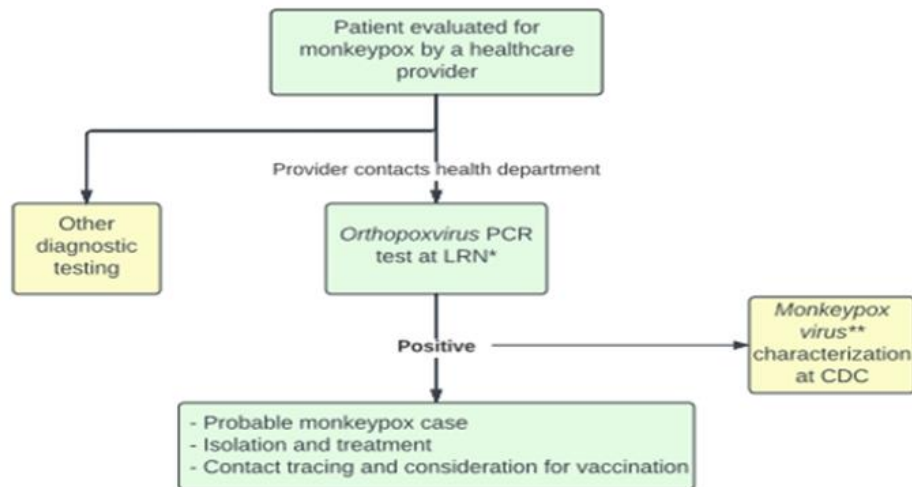 Patient evaluated for
monkeypox by a healthcare
provider
Provider contacts health department
Other
diagnostic
testing
Orthopoxvirus PCR
test at LRN*
Positive
Monkeypox
virus**
characterization
at CDC
- Probable monkeypox case
- Isolation and treatment
- Contact tracing and consideration for vaccination